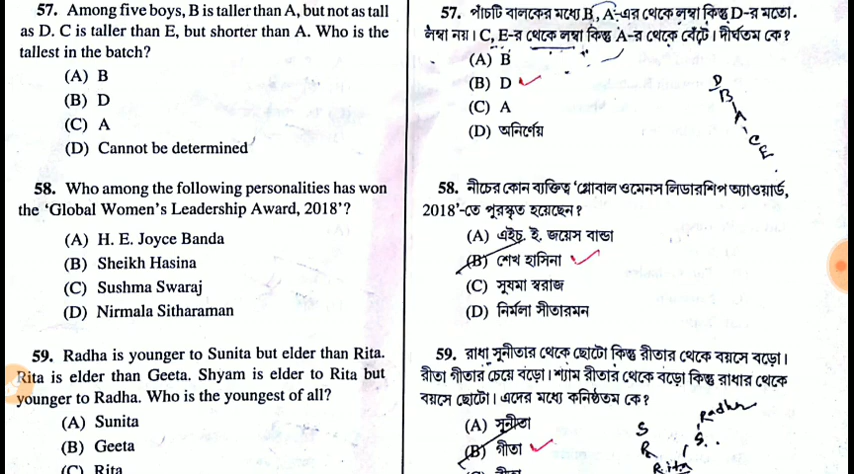 57. Among five boys, B is taller than A, but not as tall
as D. C is taller than E, but shorter than A. Who is the
tallest in the batch?
(A) B
(B) D
(C) A
(D) Cannot be determined
58. Who among the following personalities has won
the ‘Global Women’s Leadership Award, 2018’?
(A) H. E. Joyce Banda
(B) Sheikh Hasina
(C) Sushma Swaraj
(D) Nirmala Sitharaman
59. Radha is younger to Sunita but elder than Rita.
Rita is elder than Geeta. Shyam is elder to Rita but
younger to Radha. Who is the youngest of all?
(A) Sunita
(B) Geeta
(C) Rita
57. পাঁচটি বালকের মধ্যে B, A-এর থেকে লম্বা কিন্তু D-র মতো
লম্বা নয়। C, E-র থেকে লম্বা কিন্তু A-র থেকে বেঁটে। দীর্ঘতম কে?
(A) B
(B) D
(C) A
(D) অনির্ণেয়
D
B
A
C
E
58. নীচের কোন ব্যক্তিত্ব ‘গ্লোবাল ওমেনস লিডারশিপ অ্যাওয়ার্ড,
2018’-তে পুরস্কৃত হয়েছেন?
(A) এইচ. ই. জয়েস বান্ডা
(B) শেখ হাসিনা
(C) সুষমা স্বরাজ
(D) নির্মলা সীতারমন
59. রাধা সুনীতার থেকে ছোটো কিন্তু রীতার থেকে বয়সে বড়ো।
রীতা গীতার চেয়ে বড়ো। শ্যাম রীতার থেকে বড়ো কিন্তু রাধার থেকে
বয়সে ছোটো। এদের মধ্যে কনিষ্ঠতম কে?
(A) সুনীতা
(B) গীতা
S
R
Radha
S
Rita